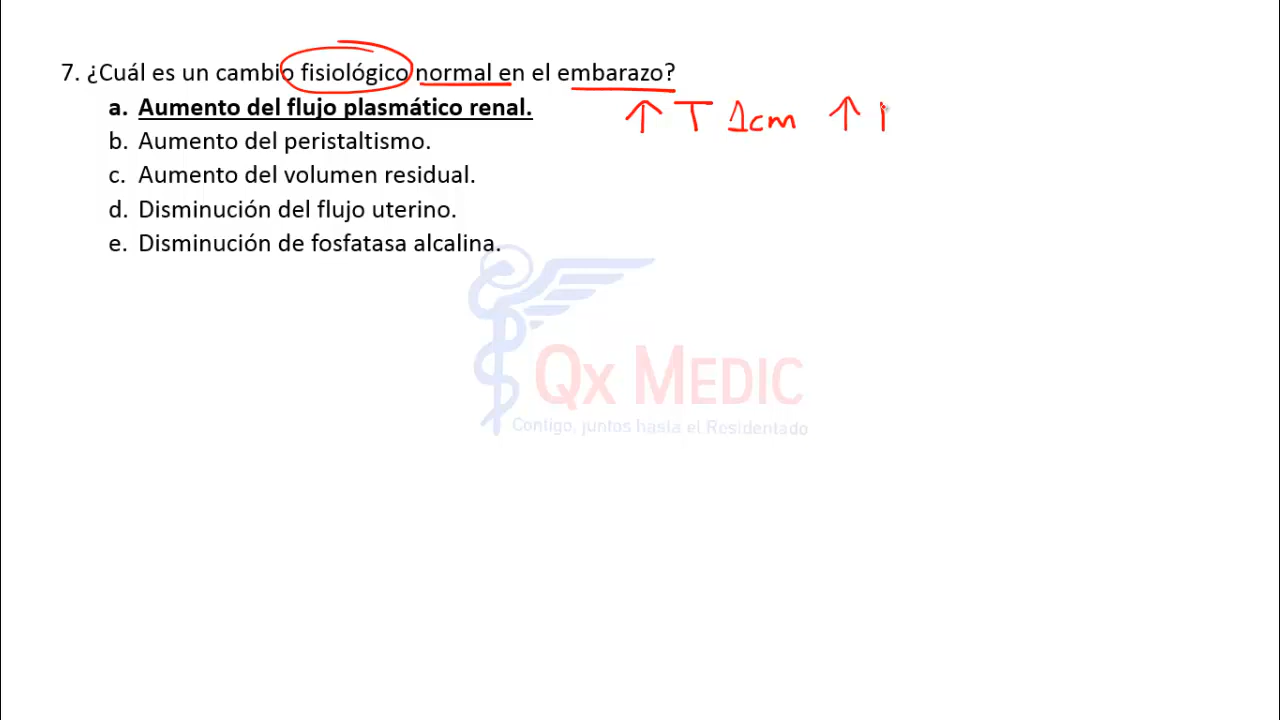 7. ¿Cuál es un cambio fisiológico normal en el embarazo?
a. Aumento del flujo plasmático renal.
↑ T 1cm ↑
b. Aumento del peristaltismo.
c. Aumento del volumen residual.
d. Disminución del flujo uterino.
e. Disminución de fosfatasa alcalina.
Qx MEDIC
Contigo, juntos hasta el Residentado